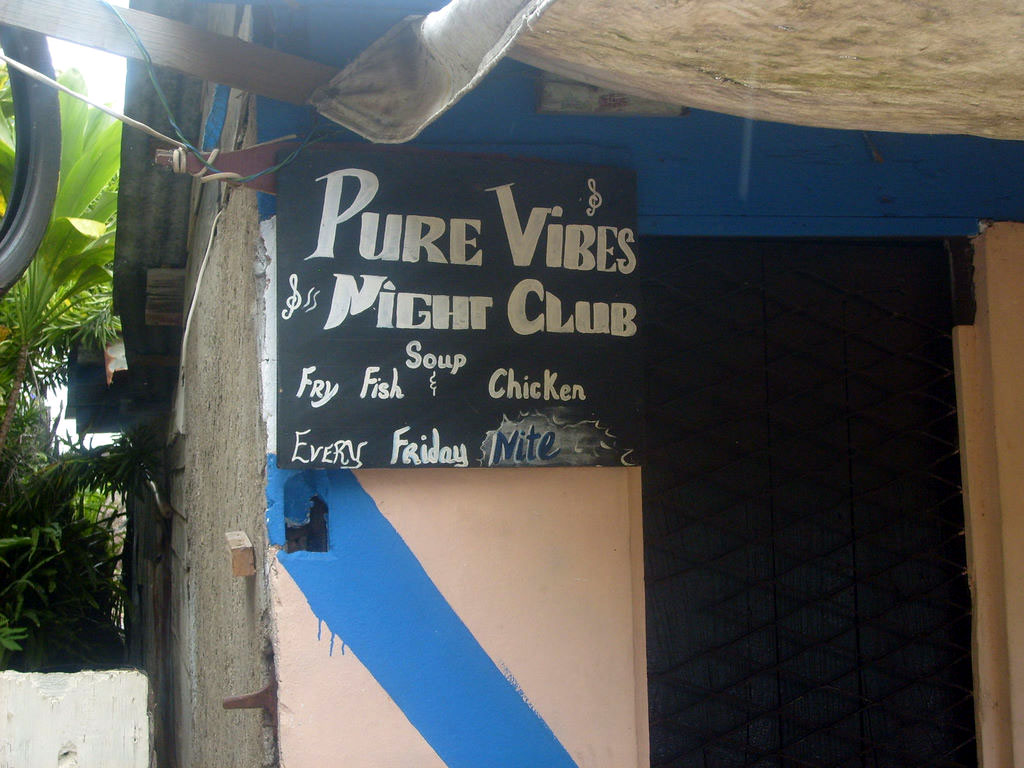 PURE VIBES
NIGHT CLUB
Soup
FRY Fish & Chicken
EVERY Friday Nite